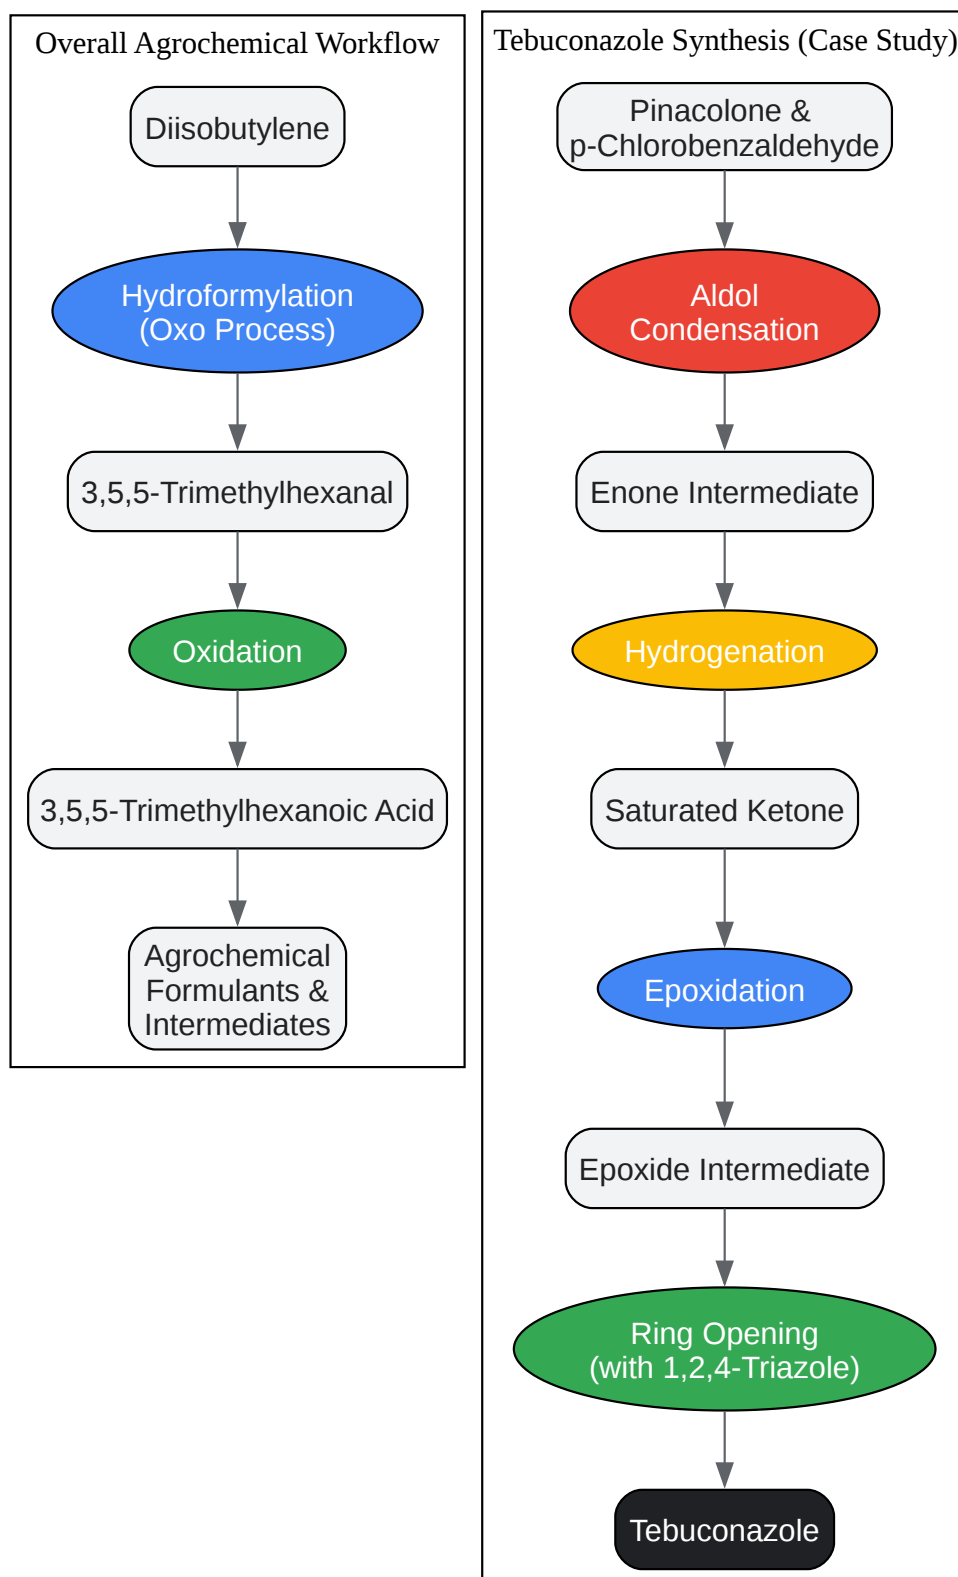 Overall Agrochemical Workflow
Diisobutylene
Hydroformylation
(Oxo Process)
3,5,5-Trimethylhexanal
Oxidation
3,5,5-Trimethylhexanoic Acid
Agrochemical
Formulants &
Intermediates
Tebuconazole Synthesis (Case Study)
Pinacolone &
p-Chlorobenzaldehyde
Aldol
Condensation
Enone Intermediate
Hydrogenation
Saturated Ketone
Epoxidation
Epoxide Intermediate
Ring Opening
(with 1,2,4-Triazole)
Tebuconazole